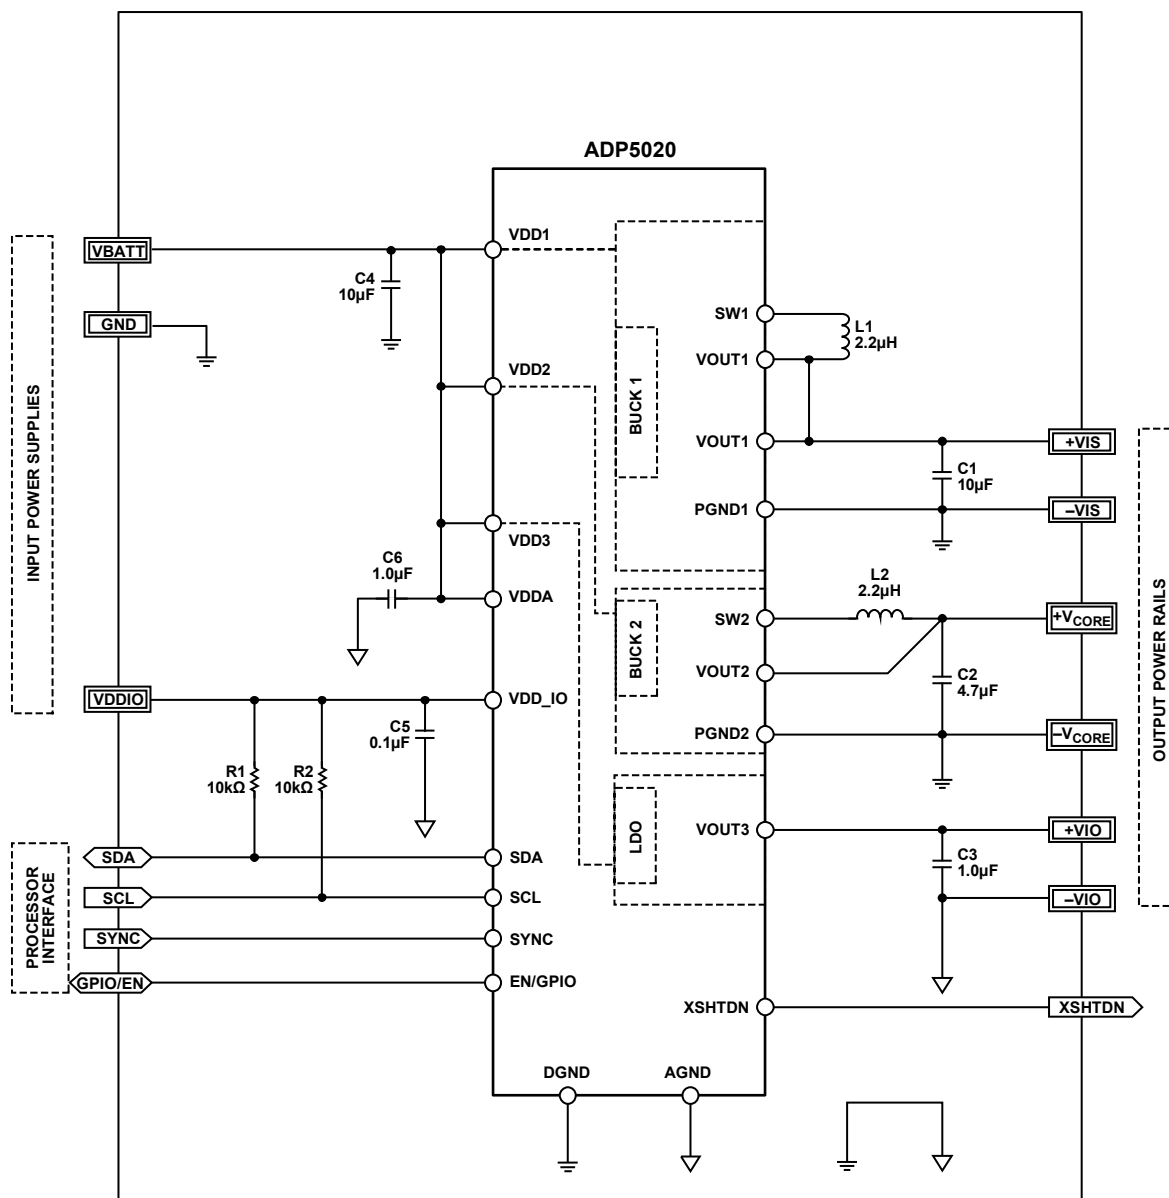 ADP5020
INPUT POWER SUPPLIES
VBATT
GND
VDDIO
C4
10µF
C6
1.0µF
C5
0.1µF
R1
10kΩ
R2
10kΩ
PROCESSOR
INTERFACE
SDA
SCL
SYNC
GPIO/EN
VDD1
VDD2
VDD3
VDDA
VDD_IO
SDA
SCL
SYNC
EN/GPIO
BUCK 1
BUCK 2
LDO
SW1
VOUT1
VOUT1
PGND1
SW2
VOUT2
PGND2
VOUT3
XSHTDN
DGND
AGND
L1
2.2µH
C1
10µF
L2
2.2µH
C2
4.7µF
C3
1.0µF
+VIS
–VIS
+VCORE
–VCORE
+VIO
–VIO
XSHTDN
OUTPUT POWER RAILS